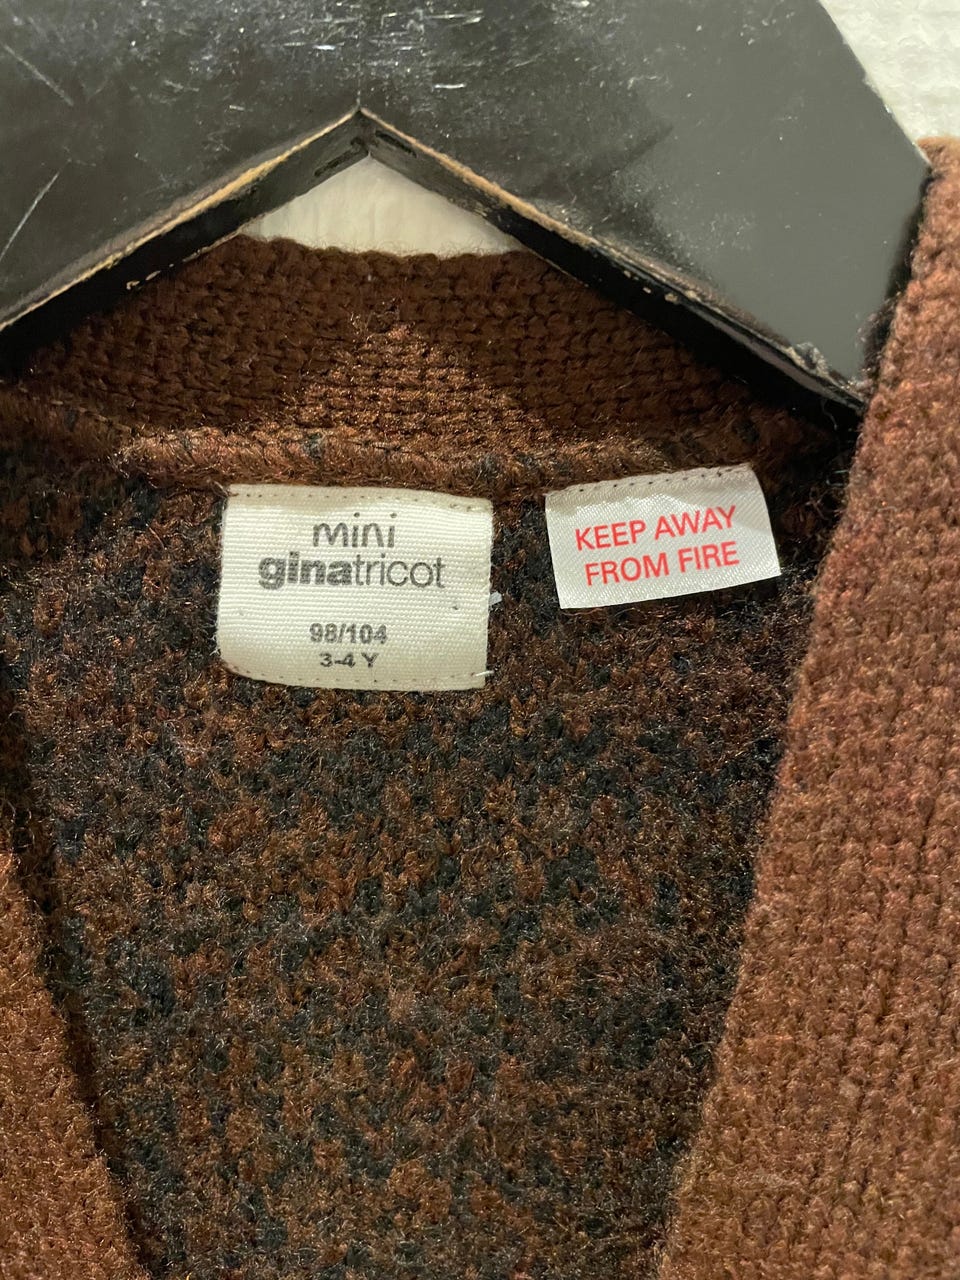 mini
ginatricot
98/104
3-4 Y
KEEP AWAY
FROM FIRE